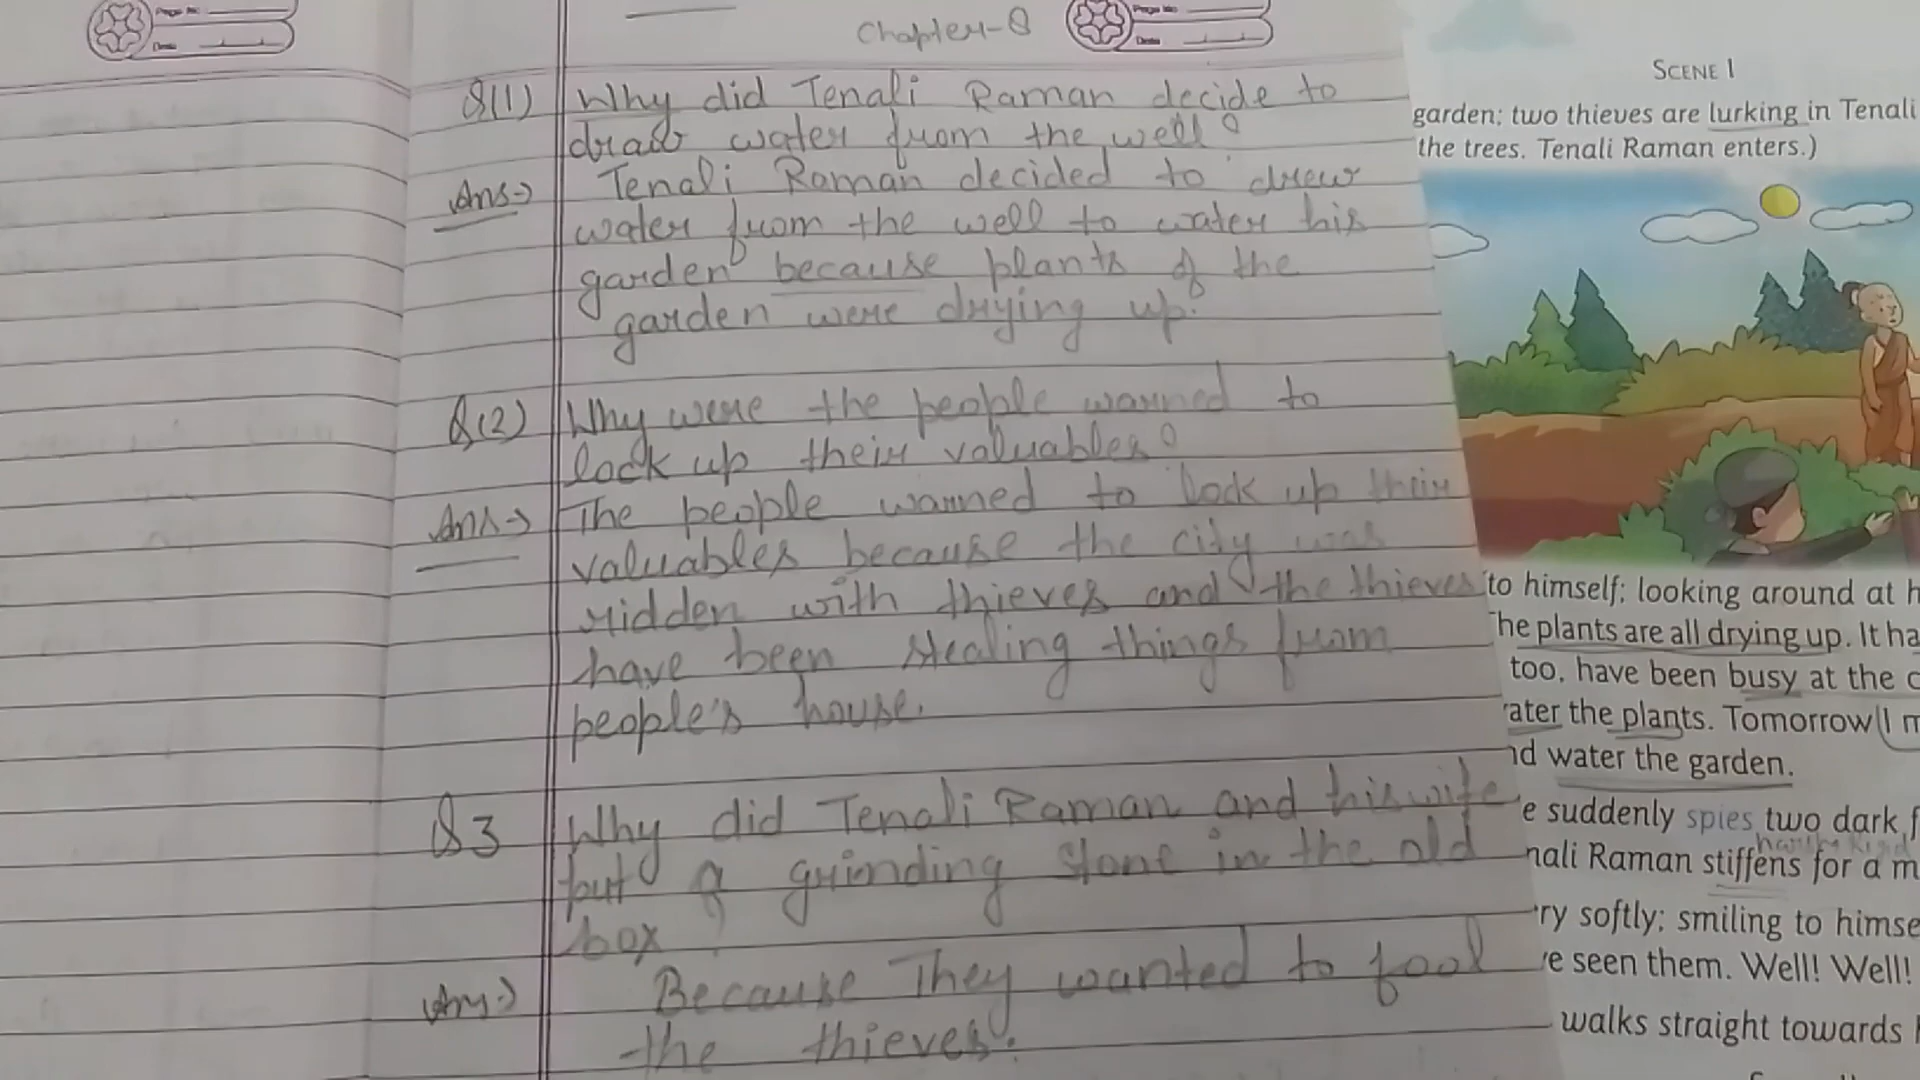 Page No:
Date:
Chapter-8
Page No:
Date:
Q(1) Why did Tenali Raman decide to
draw water from the well?
Ans→ Tenali Raman decided to drew
water from the well to water his
garden because plants of the
garden were drying up.
Q(2) Why were the people warned to
lock up their valuables?
Ans→ The people warned to lock up their
valuables because the city was
ridden with thieves and the thieves
have been stealing things from
people's house.
Q3 Why did Tenali Raman and his wife
put a grinding stone in the old
box?
Ans→ Because They wanted to fool
the thieves.
SCENE I
garden; two thieves are lurking in Tenali
the trees. Tenali Raman enters.)
to himself; looking around at h
The plants are all drying up. It ha
too, have been busy at the c
ater the plants. Tomorrow I m
nd water the garden.
e suddenly spies two dark f
nali Raman stiffens for a m
ry softly; smiling to himse
e seen them. Well! Well!
walks straight towards